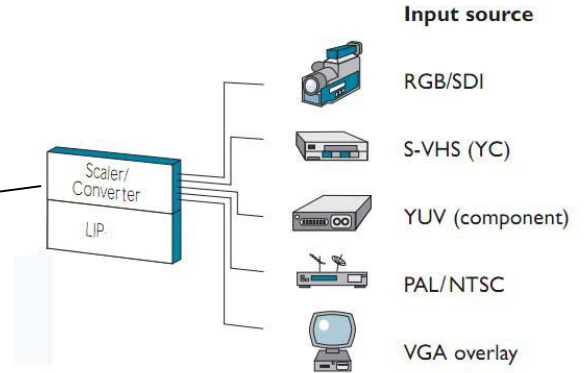 Input source
RGB/SDI
S-VHS (YC)
Scaler/
Converter
YUV (component)
LIP
PAL/NTSC
VGA overlay